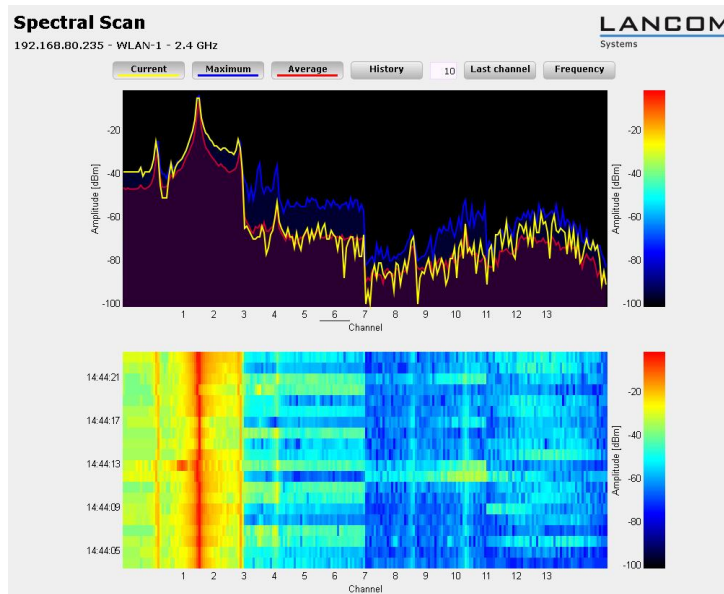 Spectral Scan
LANCOM
Systems
192.168.80.235 - WLAN-1 - 2.4 GHz
Current Maximum Average History 10 Last channel Frequency
-20
-40
-60
-80
-100
Amplitude [dBm]
1 2 3 4 5 6 7 8 9 10 11 12 13
Channel
-20
-40
-60
-80
-100
Amplitude [dBm]
14:44:21
14:44:17
14:44:13
14:44:09
14:44:05
1 2 3 4 5 6 7 8 9 10 11 12 13
Channel
-20
-40
-60
-80
-100
Amplitude [dBm]